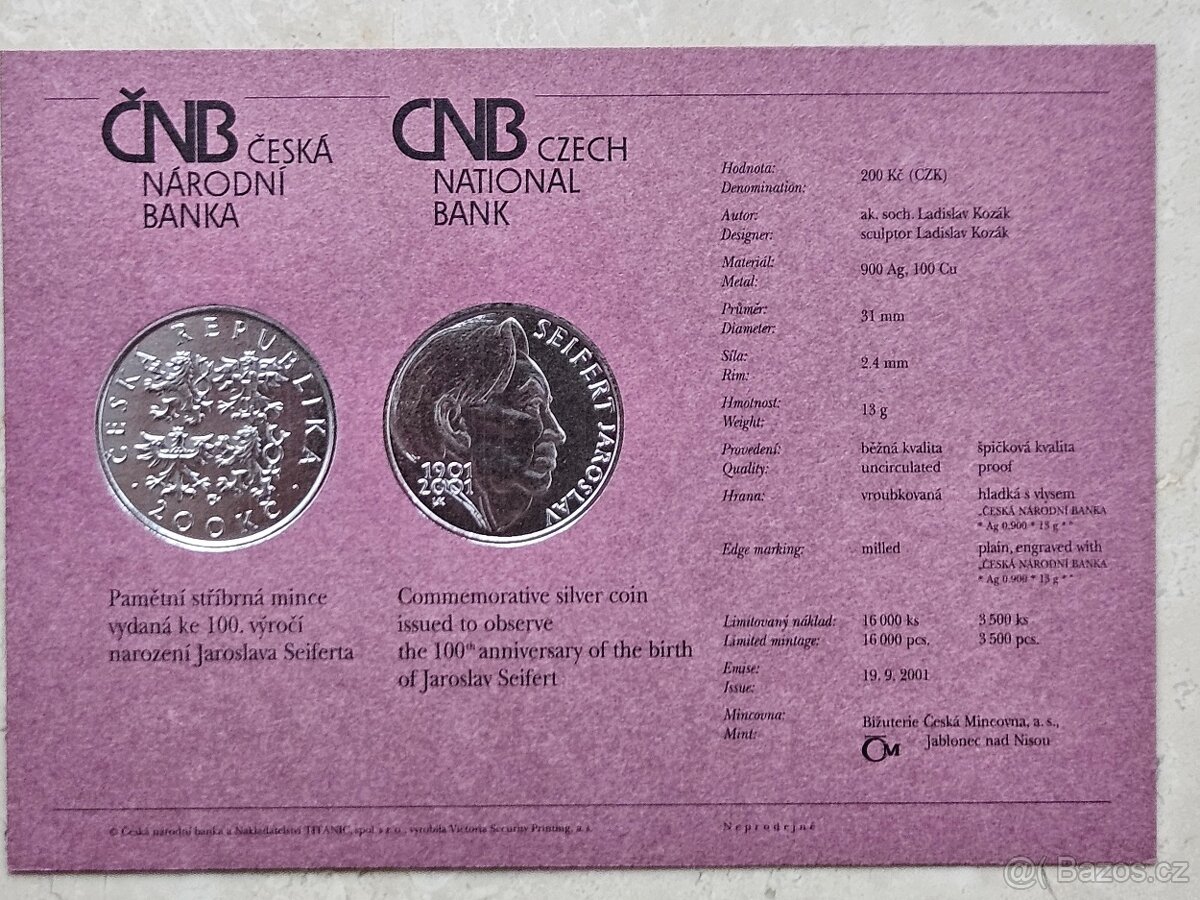 ČNB ČESKÁ
NÁRODNÍ
BANKA
CNB CZECH
NATIONAL
BANK
ČESKÁ REPUBLIKA
200 KČ
SEIFERT JAROSLAV
1901
2001
Pamětní stříbrná mince
vydaná ke 100. výročí
narození Jaroslava Seiferta
Commemorative silver coin
issued to observe
the 100th anniversary of the birth
of Jaroslav Seifert
Hodnota:
Denomination:
200 Kč (CZK)
Autor: ak. soch. Ladislav Kozák
Designer: sculptor Ladislav Kozák
Materiál:
Metal:
900 Ag, 100 Cu
Průměr:
Diameter:
31 mm
Síla:
Rim:
2.4 mm
Hmotnost:
Weight:
13 g
Provedení: běžná kvalita špičková kvalita
Quality: uncirculated proof
Hrana: vroubkovaná hladká s vlysem
„ČESKÁ NÁRODNÍ BANKA
* Ag 0.900 * 13 g *“
Edge marking: milled plain, engraved with
„ČESKÁ NÁRODNÍ BANKA
* Ag 0.900 * 13 g *“
Limitovaný náklad: 16 000 ks 3 500 ks
Limited mintage: 16 000 pcs. 3 500 pcs.
Emise:
Issue:
19. 9. 2001
Mincovna:
Mint:
Bižuterie Česká Mincovna, a. s.,
ČM Jablonec nad Nisou
© Česká národní banka a Nakladatelství TITANIC, spol. s r. o., vyrobila Victoria Security Printing, a. s.
Neprodejné
@( Bazos.cz